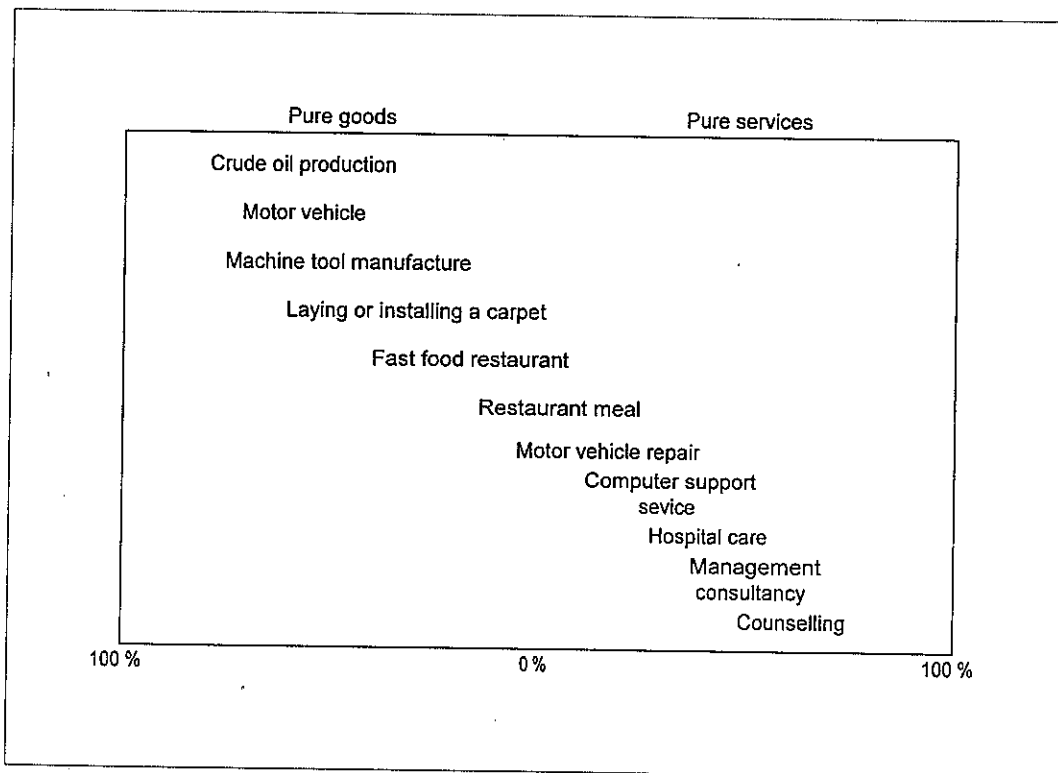 Pure goods Pure services
Crude oil production
Motor vehicle
Machine tool manufacture
Laying or installing a carpet
Fast food restaurant
Restaurant meal
Motor vehicle repair
Computer support
sevice
Hospital care
Management
consultancy
Counselling
100 % 0 % 100 %